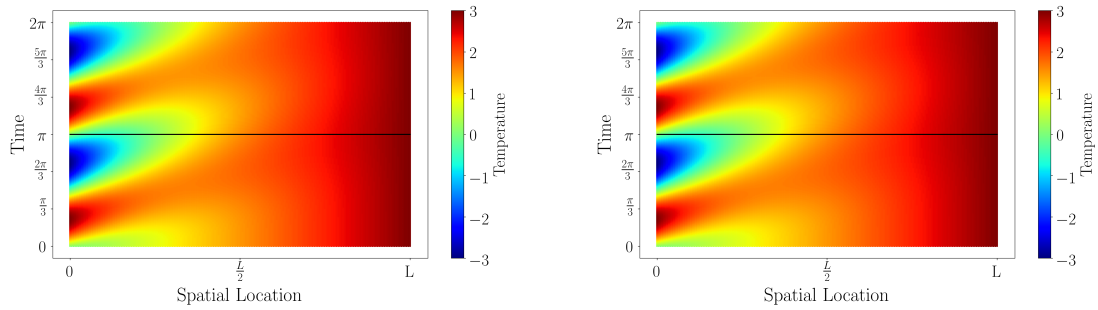 2π
5π/3
4π/3
π
2π/3
π/3
0
Time
0
L/2
L
Spatial Location
3
2
1
0
−1
−2
−3
Temperature
2π
5π/3
4π/3
π
2π/3
π/3
0
Time
0
L/2
L
Spatial Location
3
2
1
0
−1
−2
−3
Temperature